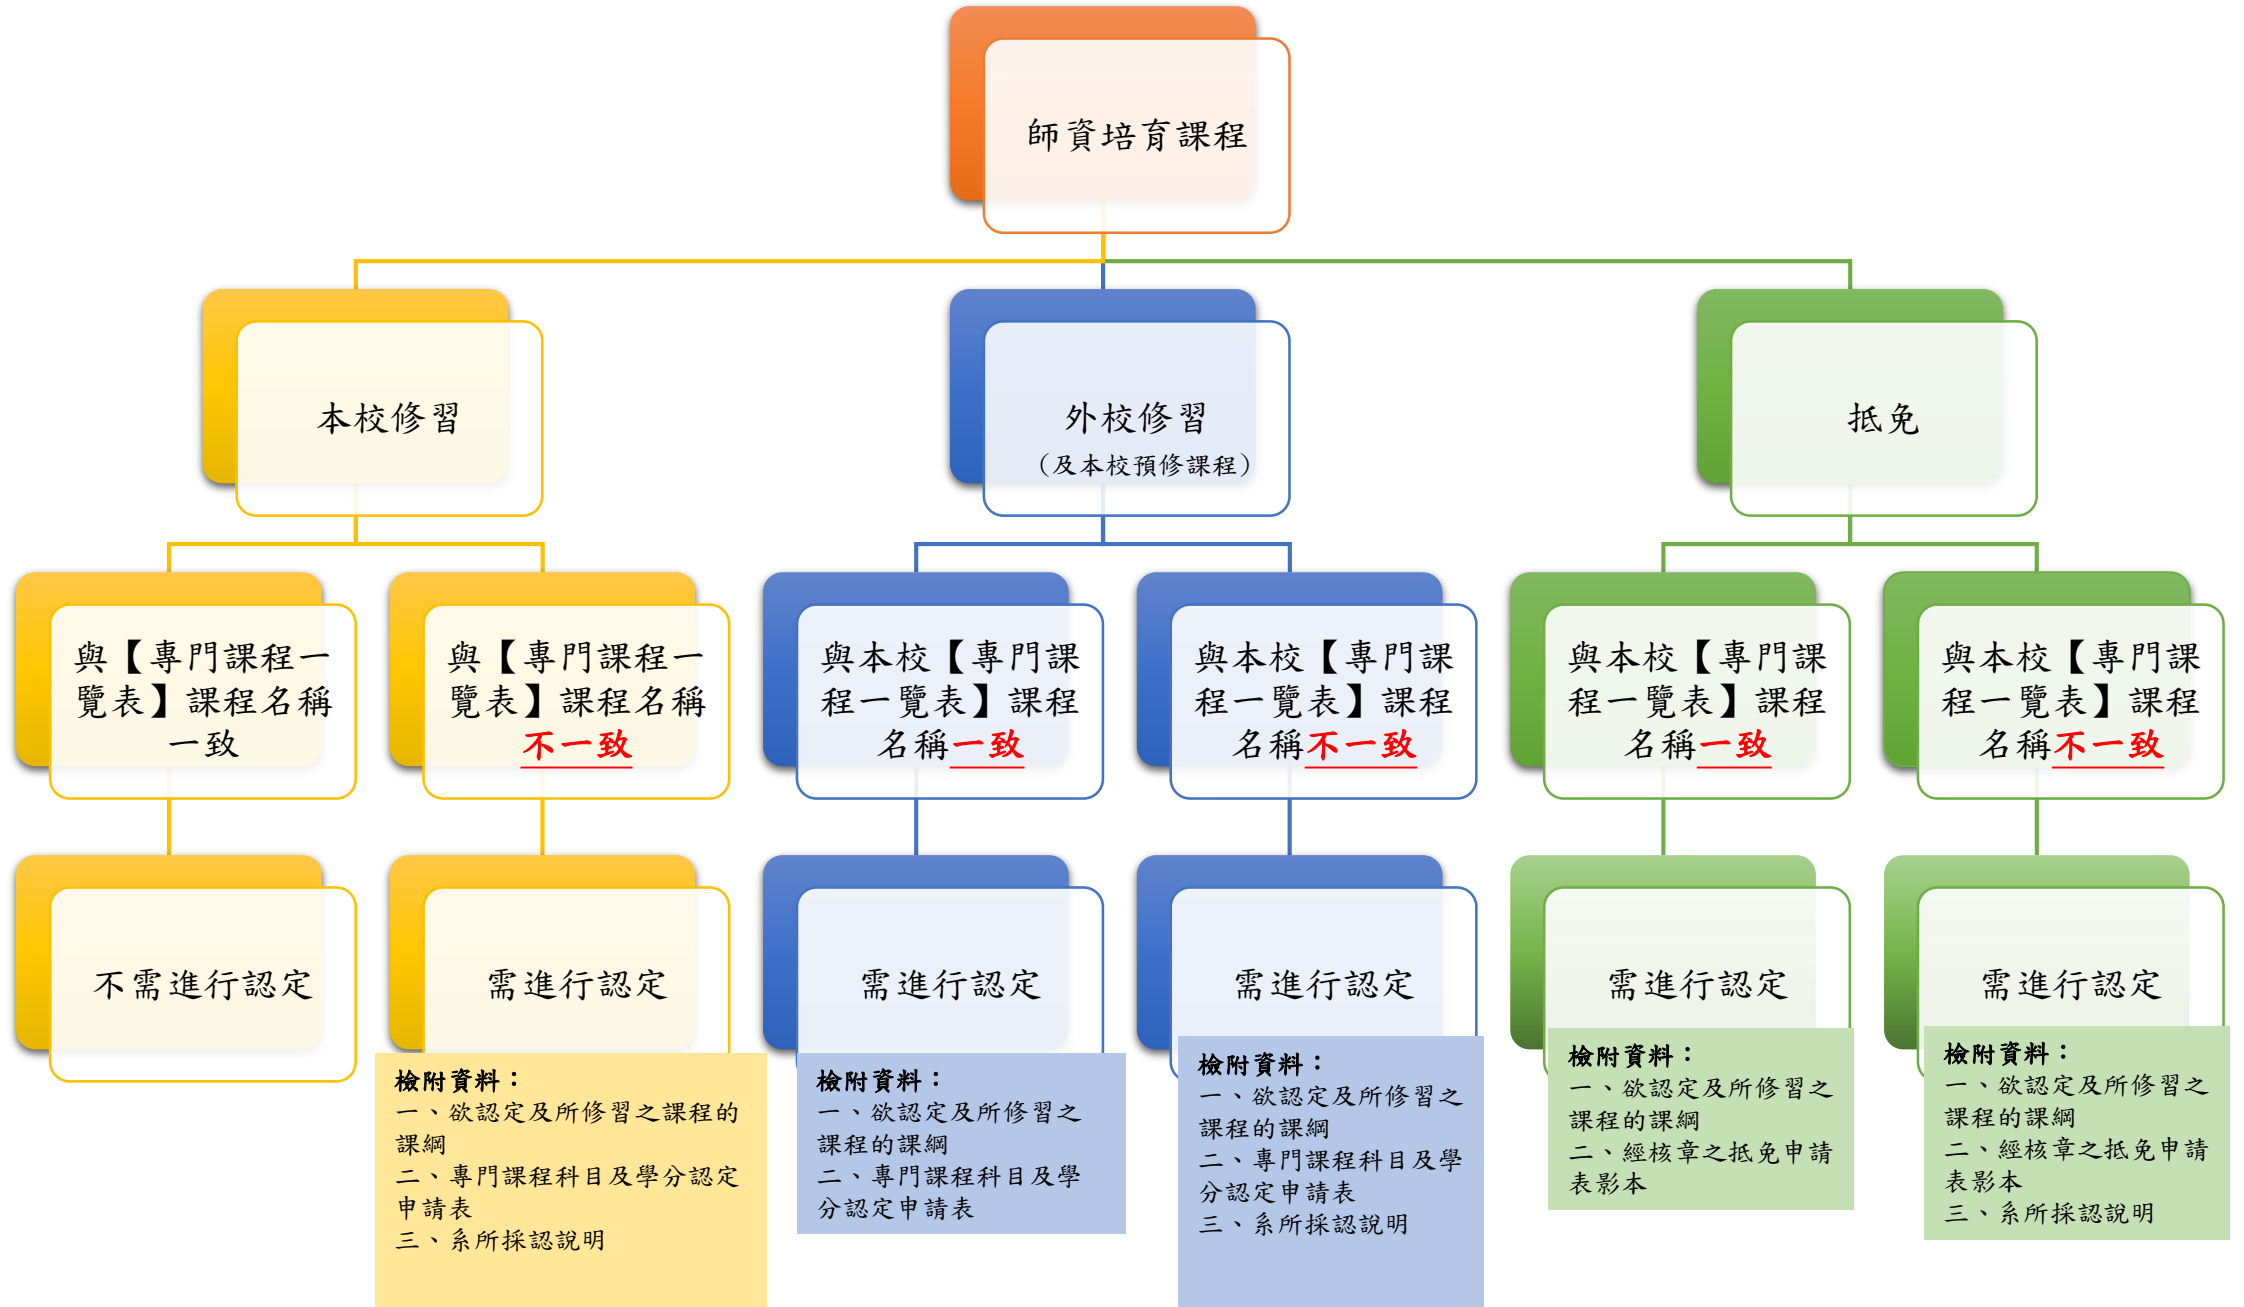 師資培育課程
本校修習
外校修習
（及本校預修課程）
抵免
與【專門課程一
覽表】課程名稱
一致
與【專門課程一
覽表】課程名稱
不一致
與本校【專門課
程一覽表】課程
名稱一致
與本校【專門課
程一覽表】課程
名稱不一致
與本校【專門課
程一覽表】課程
名稱一致
與本校【專門課
程一覽表】課程
名稱不一致
不需進行認定
需進行認定
檢附資料：
一、欲認定及所修習之課程的
課綱
二、專門課程科目及學分認定
申請表
三、系所採認說明
需進行認定
檢附資料：
一、欲認定及所修習之
課程的課綱
二、專門課程科目及學
分認定申請表
需進行認定
檢附資料：
一、欲認定及所修習之
課程的課綱
二、專門課程科目及學
分認定申請表
三、系所採認說明
需進行認定
檢附資料：
一、欲認定及所修習之
課程的課綱
二、經核章之抵免申請
表影本
需進行認定
檢附資料：
一、欲認定及所修習之
課程的課綱
二、經核章之抵免申請
表影本
三、系所採認說明